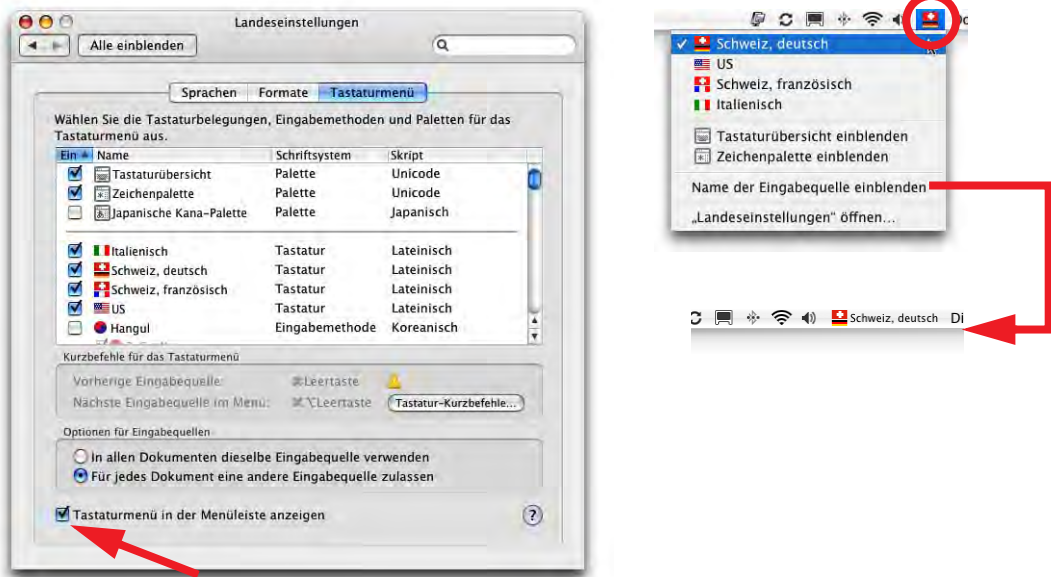 Landeseinstellungen
Alle einblenden
Sprachen Formate Tastaturmenü
Wählen Sie die Tastaturbelegungen, Eingabemethoden und Paletten für das
Tastaturmenü aus.
Ein Name Schriftsystem Skript
Tastaturübersicht Palette Unicode
Zeichenpalette Palette Unicode
Japanische Kana-Palette Palette Japanisch
Italienisch Tastatur Lateinisch
Schweiz, deutsch Tastatur Lateinisch
Schweiz, französisch Tastatur Lateinisch
US Tastatur Lateinisch
Hangul Eingabemethode Koreanisch
Kurzbefehle für das Tastaturmenü
Vorherige Eingabequelle: ⌘Leertaste
Nächste Eingabequelle im Menü: ⌘⌥Leertaste Tastatur-Kurzbefehle...
Optionen für Eingabequellen
In allen Dokumenten dieselbe Eingabequelle verwenden
Für jedes Dokument eine andere Eingabequelle zulassen
Tastaturmenü in der Menüleiste anzeigen ?
Schweiz, deutsch
US
Schweiz, französisch
Italienisch
Tastaturübersicht einblenden
Zeichenpalette einblenden
Name der Eingabequelle einblenden
„Landeseinstellungen“ öffnen...
Schweiz, deutsch Di